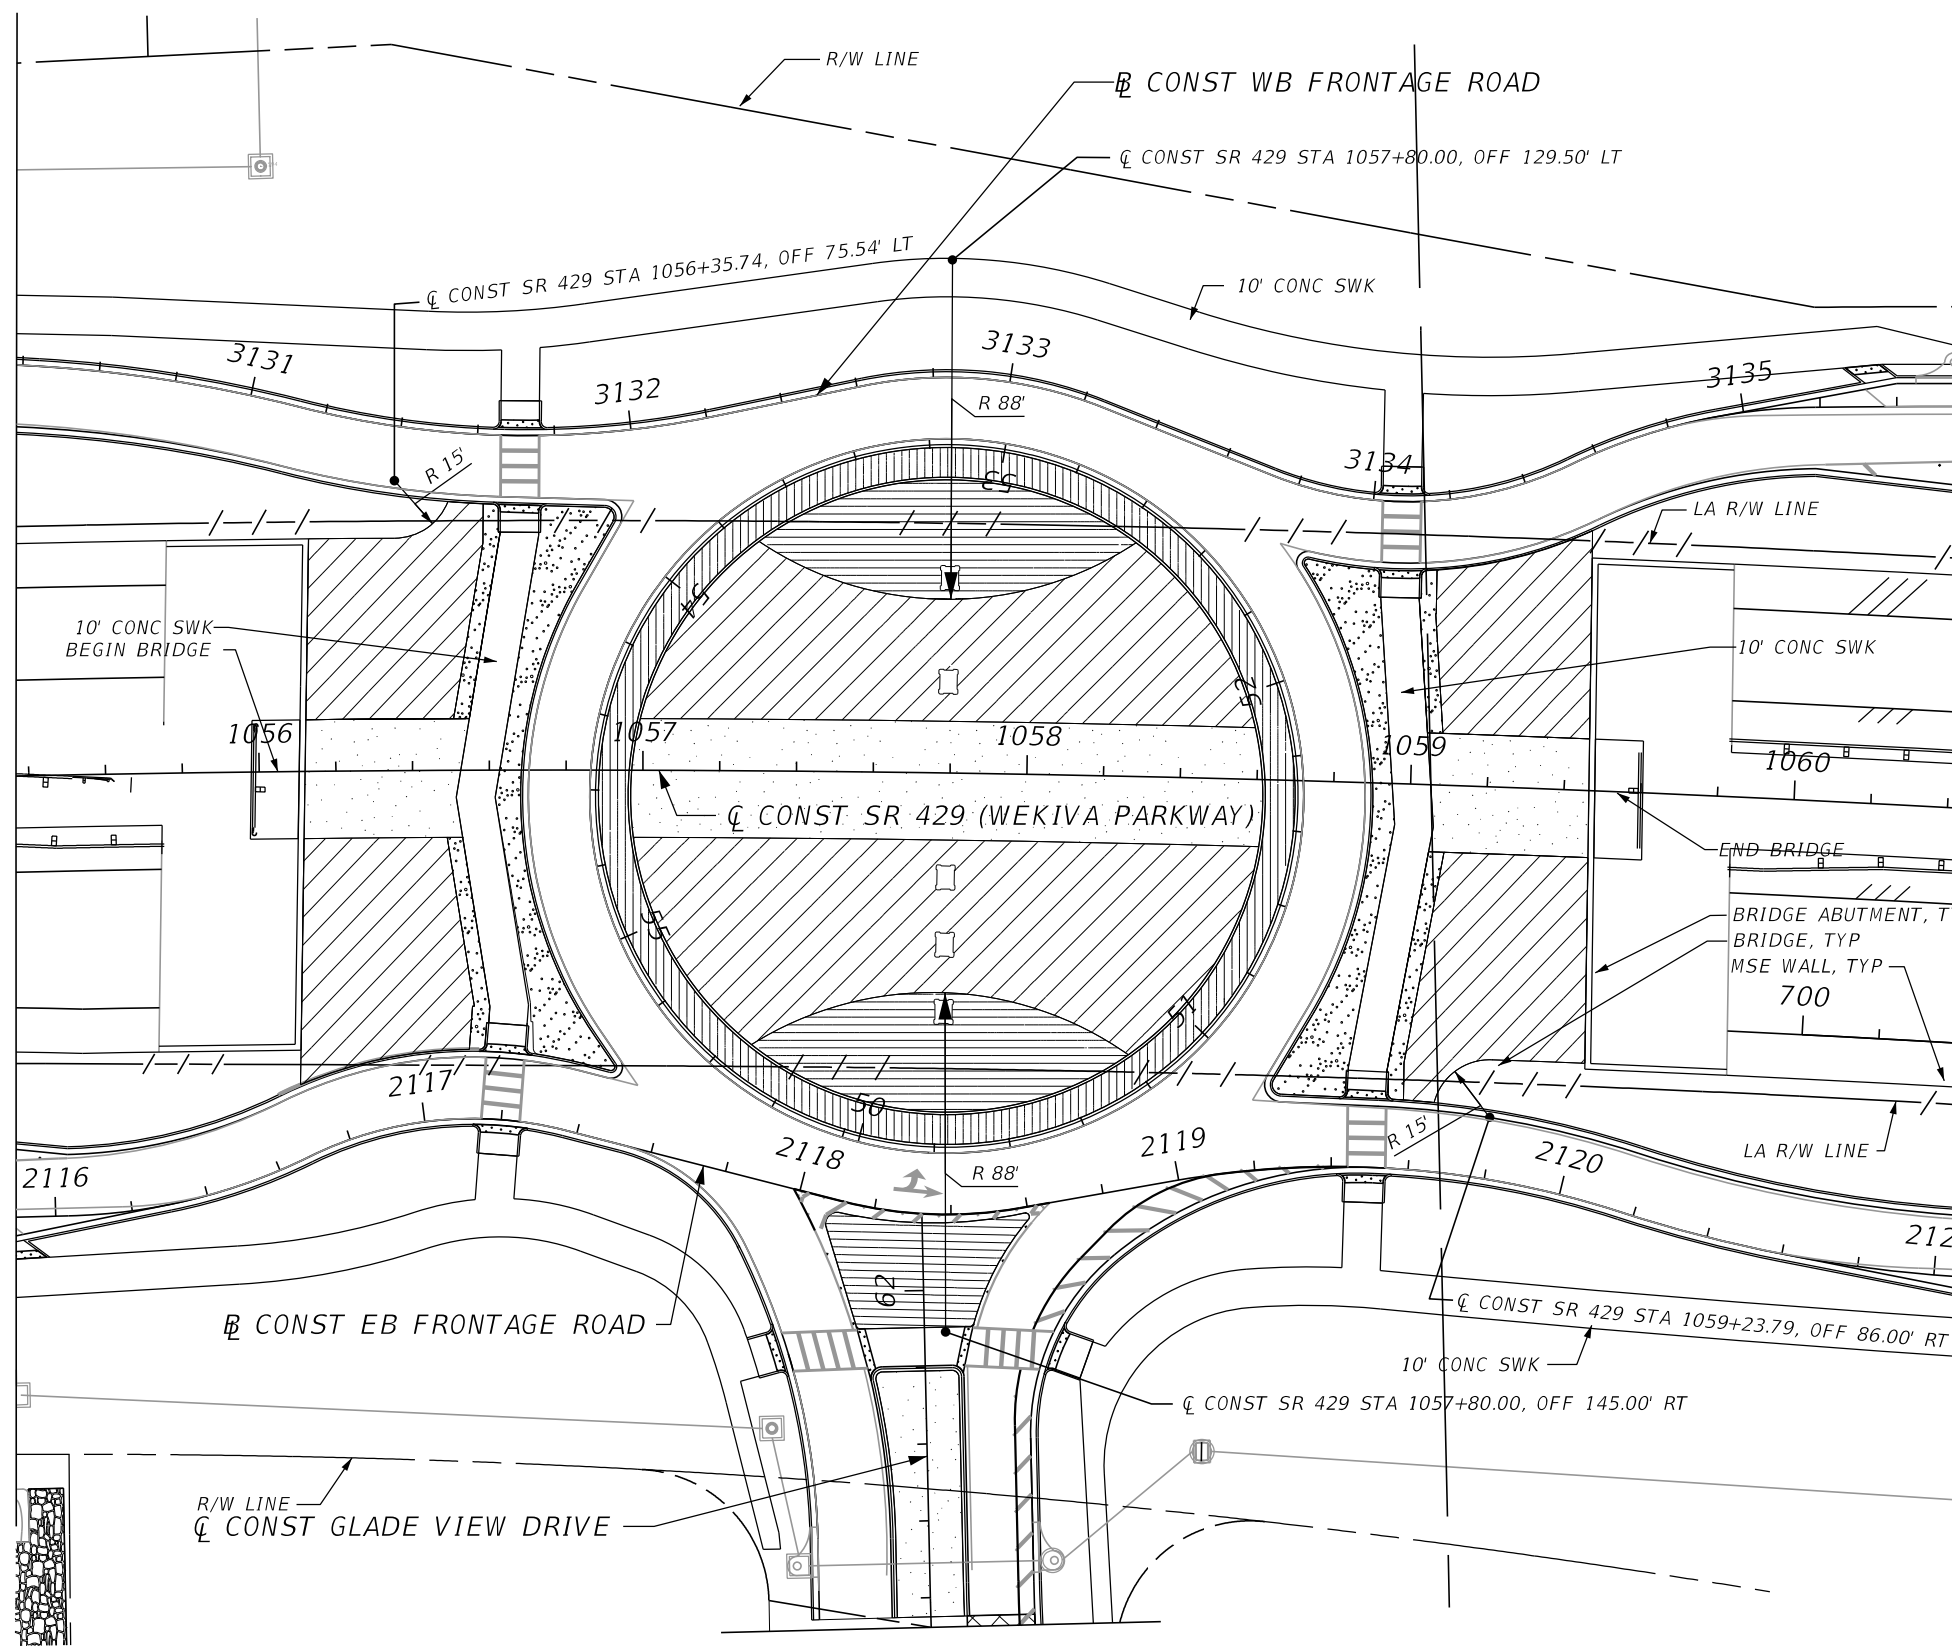 R/W LINE
B CONST WB FRONTAGE ROAD
℄ CONST SR 429 STA 1057+80.00, OFF 129.50' LT
℄ CONST SR 429 STA 1056+35.74, OFF 75.54' LT
10' CONC SWK
3131
3132
3133
3134
3135
R 88'
R 15'
53
LA R/W LINE
54
52
10' CONC SWK
BEGIN BRIDGE
10' CONC SWK
1056
1057
1058
1059
1060
℄ CONST SR 429 (WEKIVA PARKWAY)
END BRIDGE
BRIDGE ABUTMENT, T
BRIDGE, TYP
MSE WALL, TYP
700
55
51
50
2116
2117
2118
2119
2120
212
R 88'
R 15'
LA R/W LINE
62
B CONST EB FRONTAGE ROAD
℄ CONST SR 429 STA 1059+23.79, OFF 86.00' RT
10' CONC SWK
℄ CONST SR 429 STA 1057+80.00, OFF 145.00' RT
R/W LINE
℄ CONST GLADE VIEW DRIVE